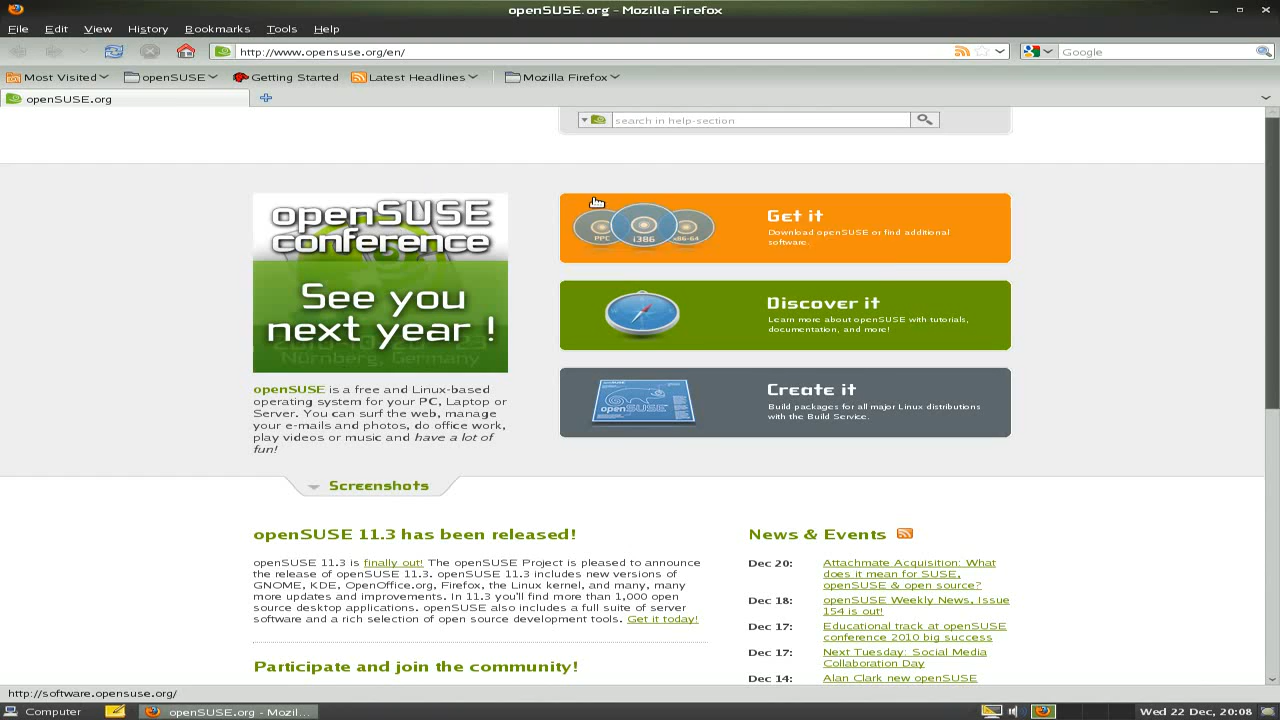 openSUSE.org - Mozilla Firefox
File Edit View History Bookmarks Tools Help
http://www.opensuse.org/en/
Google
Most Visited openSUSE Getting Started Latest Headlines Mozilla Firefox
openSUSE.org
search in help-section
openSUSE
conference
See you
next year !
Nürnberg, Germany
openSUSE is a free and Linux-based
operating system for your PC, Laptop or
Server. You can surf the web, manage
your e-mails and photos, do office work,
play videos or music and have a lot of
fun!
PPC i386 x86-64
Get it
Download openSUSE or find additional
software.
Discover it
Learn more about openSUSE with tutorials,
documentation, and more!
openSUSE
Create it
Build packages for all major Linux distributions
with the Build Service.
Screenshots
openSUSE 11.3 has been released!
openSUSE 11.3 is finally out! The openSUSE Project is pleased to announce
the release of openSUSE 11.3. openSUSE 11.3 includes new versions of
GNOME, KDE, OpenOffice.org, Firefox, the Linux kernel, and many, many
more updates and improvements. In 11.3 you'll find more than 1,000 open
source desktop applications. openSUSE also includes a full suite of server
software and a rich selection of open source development tools. Get it today!
Participate and join the community!
News & Events
Dec 20: Attachmate Acquisition: What
does it mean for SUSE,
openSUSE & open source?
Dec 18: openSUSE Weekly News, Issue
154 is out!
Dec 17: Educational track at openSUSE
conference 2010 big success
Dec 17: Next Tuesday: Social Media
Collaboration Day
Dec 14: Alan Clark new openSUSE
http://software.opensuse.org/
Computer openSUSE.org - Mozil... Wed 22 Dec, 20:08